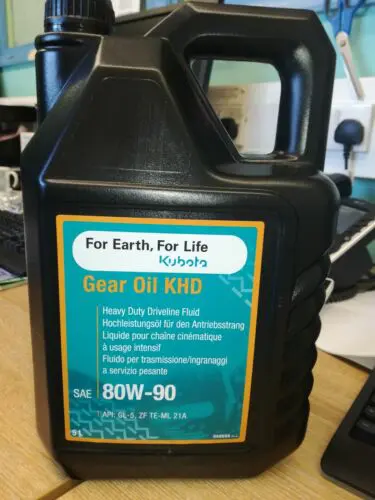 For Earth, For Life
Kubota
Gear Oil KHD
Heavy Duty Driveline Fluid
Hochleistungsöl für den Antriebsstrang
Liquide pour chaîne cinématique
à usage intensif
Fluido per trasmissione/ingranaggi
a servizio pesante
SAE 80W-90
API: GL-5, ZF TE-ML 21A
5 L